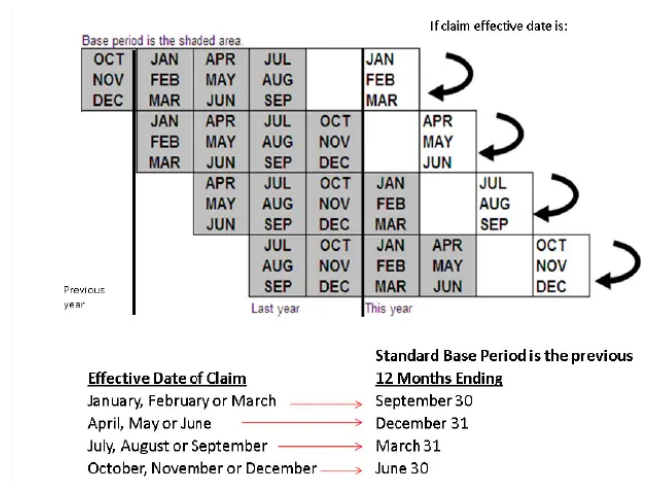 If claim effective date is:
Base period is the shaded area.
OCT JAN APR JUL JAN
NOV FEB MAY AUG FEB
DEC MAR JUN SEP MAR
JAN APR JUL OCT APR
FEB MAY AUG NOV MAY
MAR JUN SEP DEC JUN
APR JUL OCT JAN JUL
MAY AUG NOV FEB AUG
JUN SEP DEC MAR SEP
JUL OCT JAN APR OCT
AUG NOV FEB MAY NOV
SEP DEC MAR JUN DEC
Previous
year
Last year This year
Standard Base Period is the previous
Effective Date of Claim 12 Months Ending
January, February or March September 30
April, May or June December 31
July, August or September March 31
October, November or December June 30